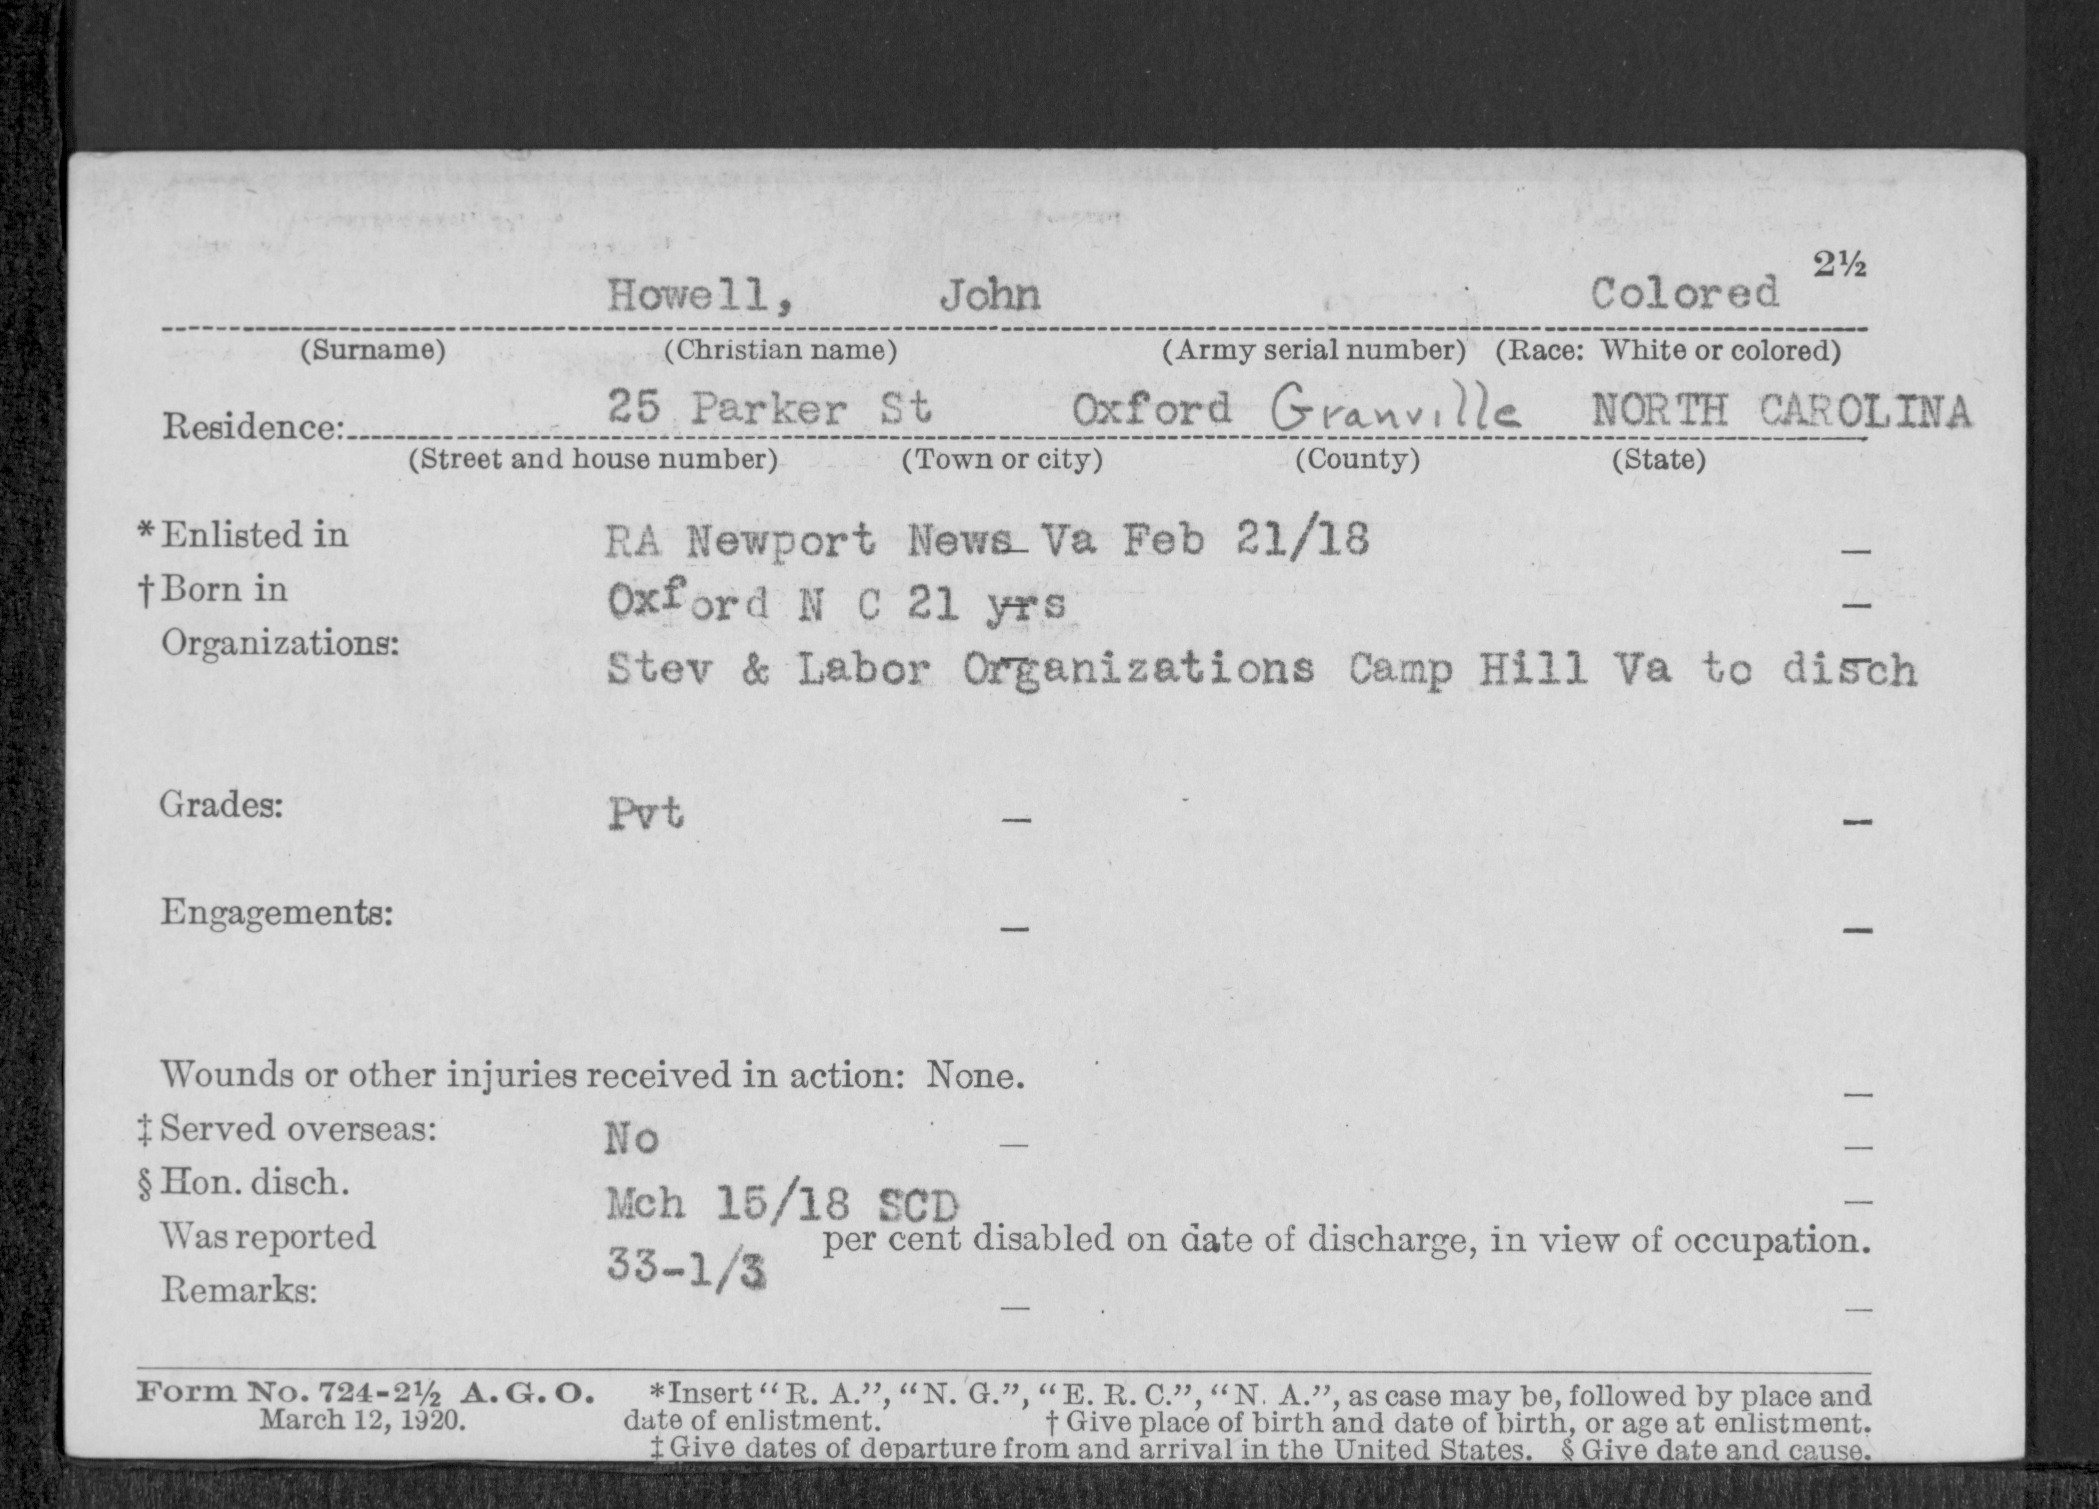 2½
Howell, John Colored
(Surname) (Christian name) (Army serial number) (Race: White or colored)
Residence: 25 Parker St Oxford Granville NORTH CAROLINA
(Street and house number) (Town or city) (County) (State)
*Enlisted in RA Newport News Va Feb 21/18
†Born in Oxford N C 21 yrs
Organizations: Stev & Labor Organizations Camp Hill Va to disch
Grades: Pvt
Engagements:
Wounds or other injuries received in action: None.
‡Served overseas: No
§Hon. disch. Mch 15/18 SCD
Was reported 33-1/3 per cent disabled on date of discharge, in view of occupation.
Remarks:
Form No. 724-2½ A. G. O. *Insert "R. A.", "N. G.", "E. R. C.", "N. A.", as case may be, followed by place and
March 12, 1920. date of enlistment. †Give place of birth and date of birth, or age at enlistment.
‡Give dates of departure from and arrival in the United States. §Give date and cause.